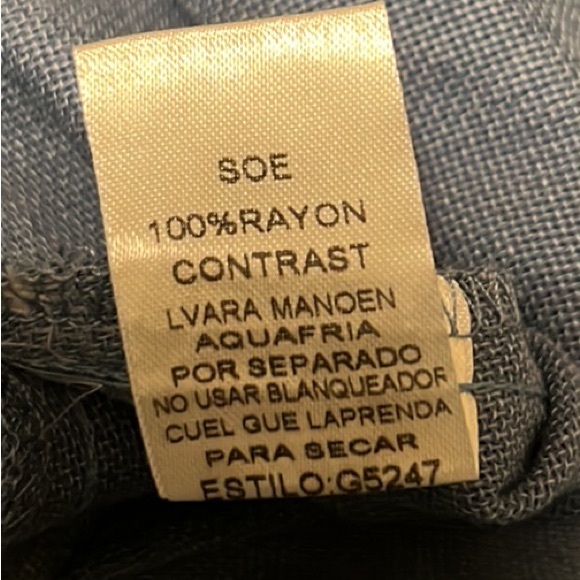 SOE
100%RAYON
CONTRAST
LVARA MANOEN
AQUAFRIA
POR SEPARADO
NO USAR BLANQUEADOR
CUEL GUE LAPRENDA
PARA SECAR
ESTILO:G5247